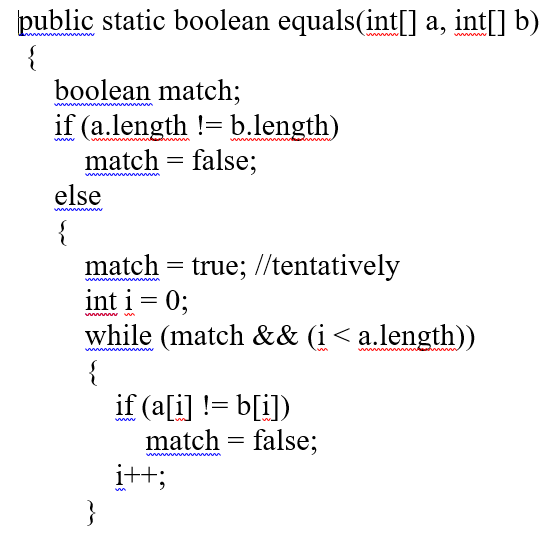 public static boolean equals(int[] a, int[] b)
{
boolean match;
if (a.length != b.length)
match = false;
else
{
match = true; //tentatively
int i = 0;
while (match && (i < a.length))
{
if (a[i] != b[i])
match = false;
i++;
}